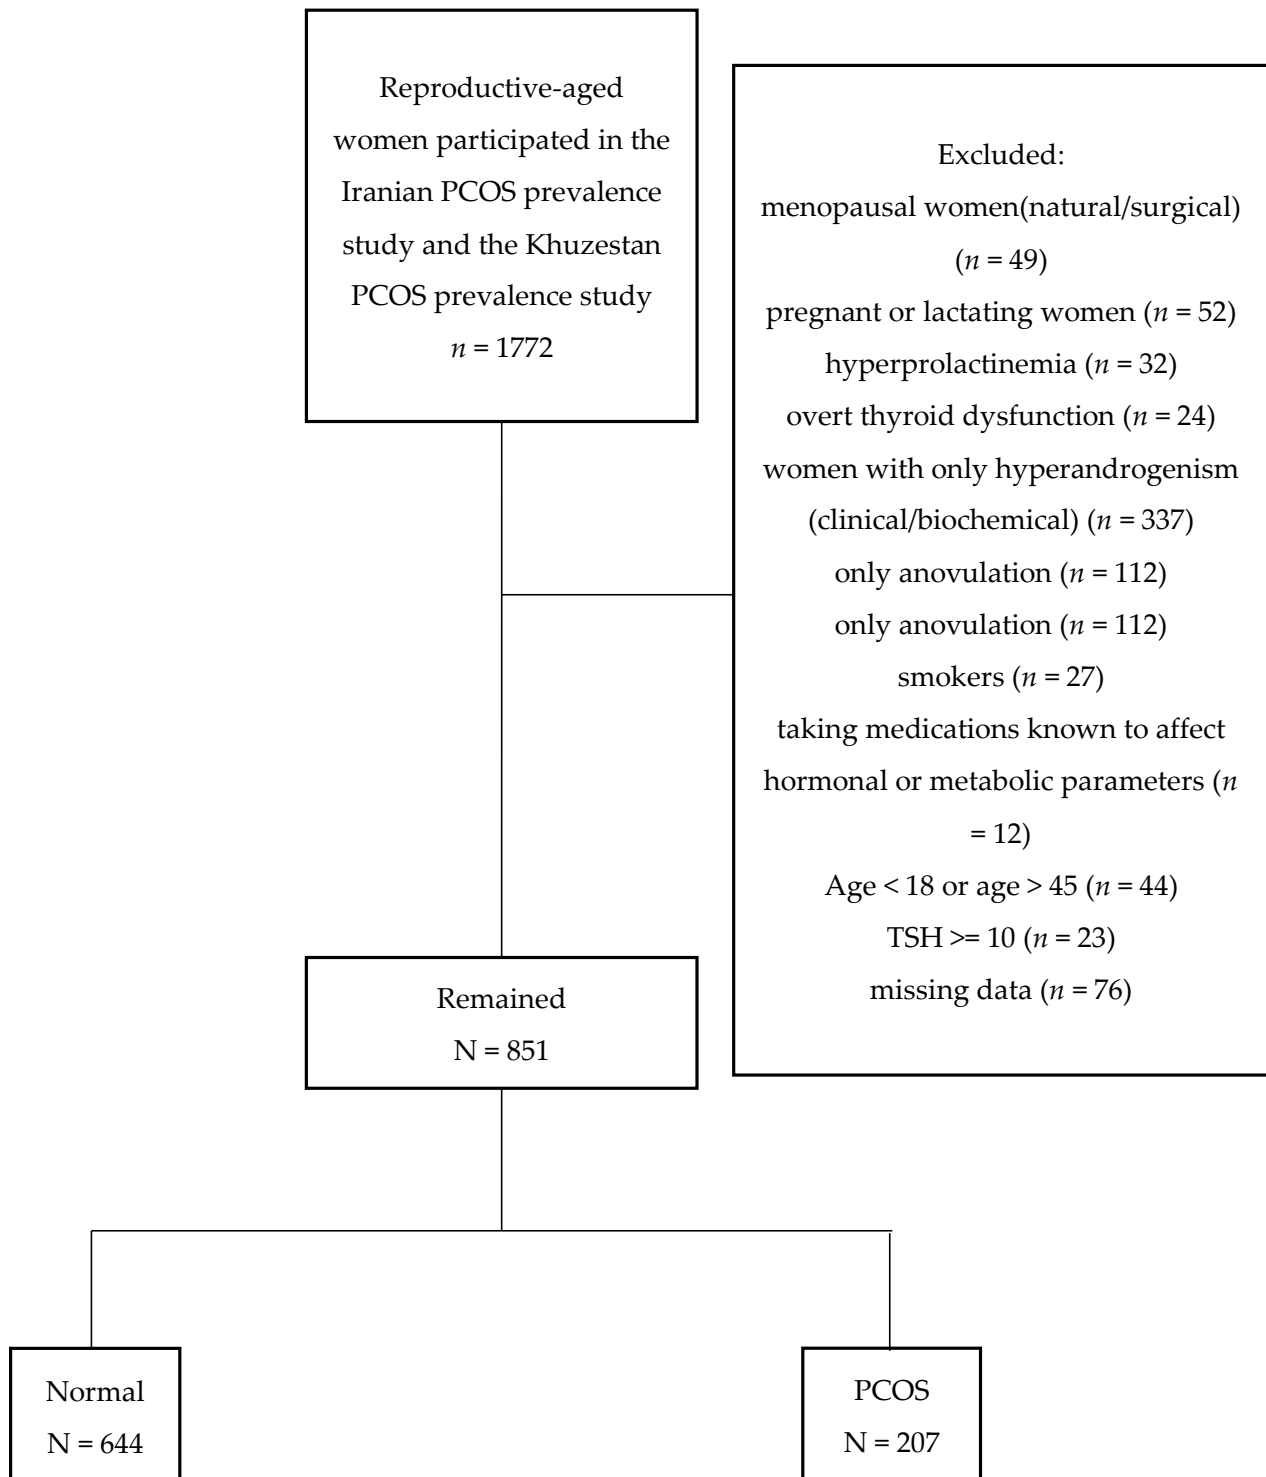 Reproductive-aged
women participated in the
Iranian PCOS prevalence
study and the Khuzestan
PCOS prevalence study
n = 1772
Excluded:
menopausal women(natural/surgical)
(n = 49)
pregnant or lactating women (n = 52)
hyperprolactinemia (n = 32)
overt thyroid dysfunction (n = 24)
women with only hyperandrogenism
(clinical/biochemical) (n = 337)
only anovulation (n = 112)
only anovulation (n = 112)
smokers (n = 27)
taking medications known to affect
hormonal or metabolic parameters (n
= 12)
Age < 18 or age > 45 (n = 44)
TSH >= 10 (n = 23)
missing data (n = 76)
Remained
N = 851
Normal
N = 644
PCOS
N = 207